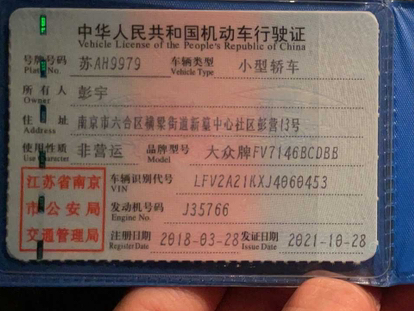 中华人民共和国机动车行驶证
Vehicle License of the People's Republic of China
号牌号码 苏AH9979 车辆类型 小型轿车
Plate No. Vehicle Type
所有人 彭宇
Owner
住址 南京市六合区横梁街道新墓中心社区彭营13号
Address
使用性质 非营运 品牌型号 大众牌FV7146BCDBB
Use Character Model
江苏省南京市公安局交通管理局
车辆识别代号 LFV2A21KXJ4060453
VIN
发动机号码 J35766
Engine No.
注册日期 2018-03-28 发证日期 2021-10-28
Register Date Issue Date